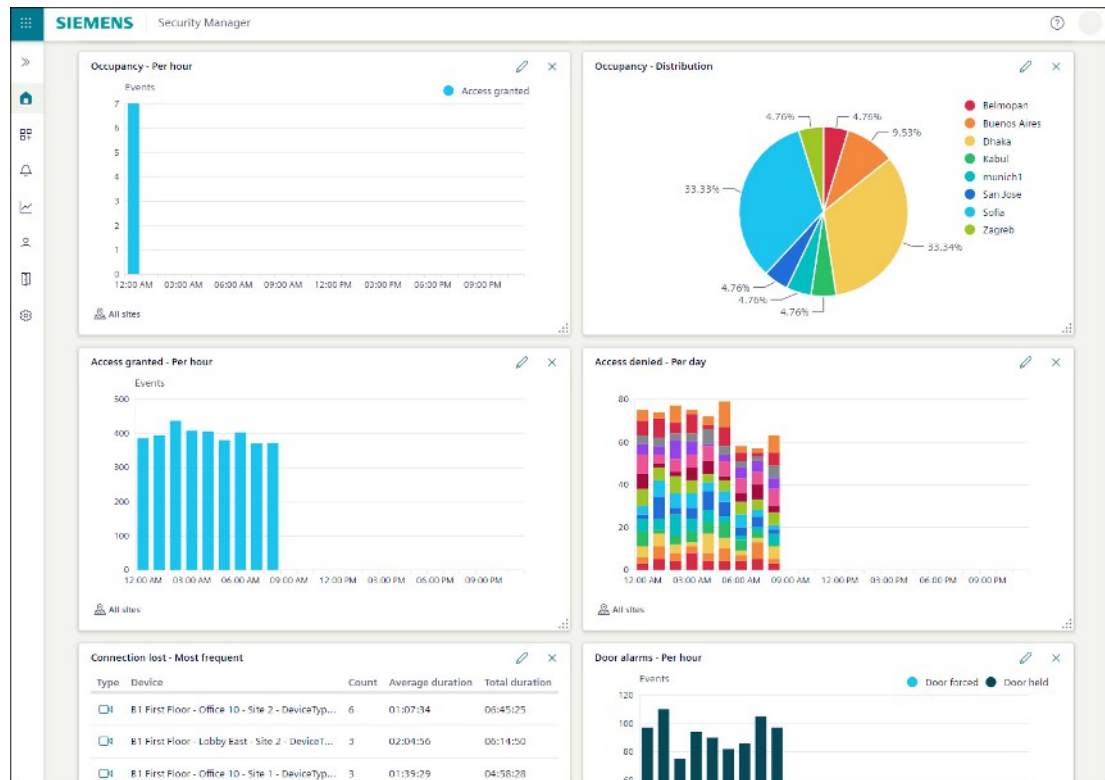 SIEMENS Security Manager
Occupancy - Per hour
Events
Access granted
7
6
5
4
3
2
1
0
12:00 AM 03:00 AM 06:00 AM 09:00 AM 12:00 PM 03:00 PM 06:00 PM 09:00 PM
All sites
Occupancy - Distribution
4.76%
4.76%
9.53%
33.33%
33.34%
4.76%
4.76%
4.76%
Belmopan
Buenos Aires
Dhaka
Kabul
munich1
San Jose
Sofia
Zagreb
Access granted - Per hour
Events
500
400
300
200
100
0
12:00 AM 03:00 AM 06:00 AM 09:00 AM 12:00 PM 03:00 PM 06:00 PM 09:00 PM
All sites
Access denied - Per day
80
60
40
20
0
12:00 AM 03:00 AM 06:00 AM 09:00 AM 12:00 PM 03:00 PM 06:00 PM 09:00 PM
All sites
Connection lost - Most frequent
Type Device Count Average duration Total duration
B1 First Floor - Office 10 - Site 2 - DeviceTyp... 6 01:07:34 06:45:25
B1 First Floor - Lobby East - Site 2 - DeviceT... 3 02:04:56 06:14:50
B1 First Floor - Office 10 - Site 1 - DeviceTyp... 3 01:39:29 04:58:28
Door alarms - Per hour
Events
Door forced Door held
120
100
80
60